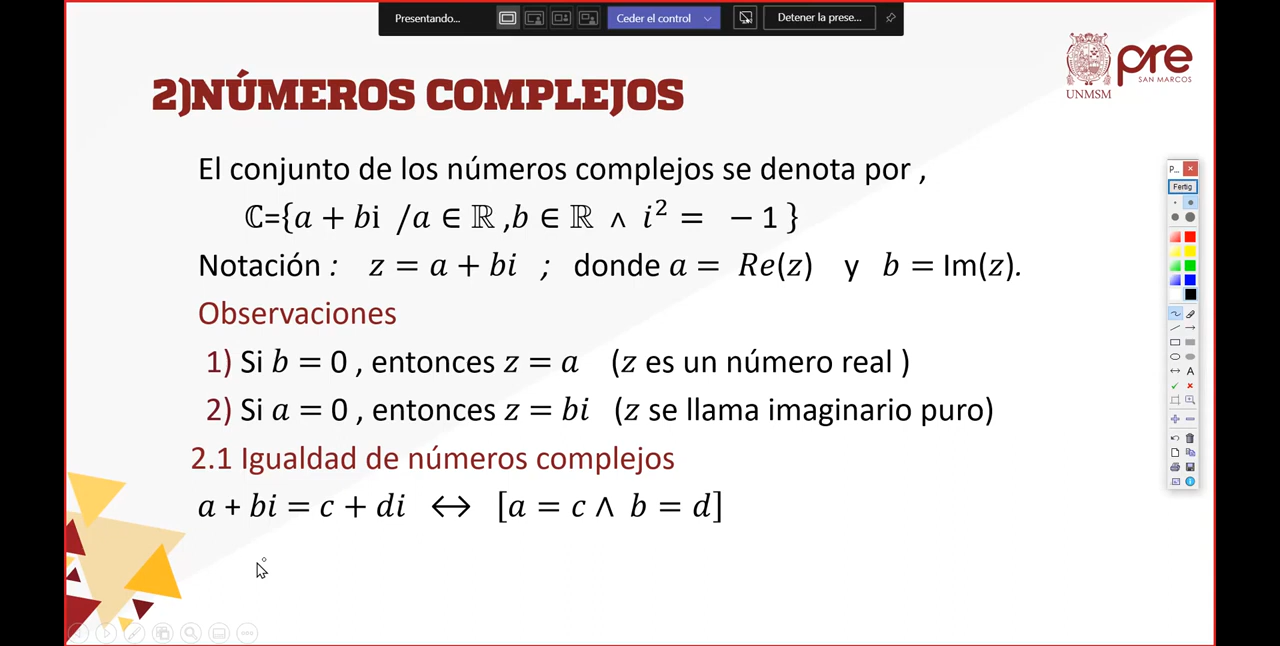 Presentando...
Ceder el control
Detener la prese...
pre
SAN MARCOS
UNMSM
2)NÚMEROS COMPLEJOS
El conjunto de los números complejos se denota por ,
ℂ={a + bi /a ∈ ℝ ,b ∈ ℝ ∧ i² = − 1 }
Notación : z = a + bi ; donde a = Re(z) y b = Im(z).
Observaciones
1) Si b = 0 , entonces z = a (z es un número real )
2) Si a = 0 , entonces z = bi (z se llama imaginario puro)
2.1 Igualdad de números complejos
a + bi = c + di ↔ [a = c ∧ b = d]
P...
Fertig
A